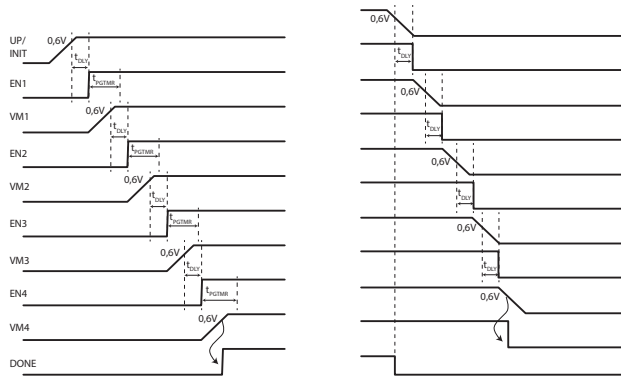 UP/
INIT
0,6V
tDLY
EN1
tPGTMR
VM1
0,6V
tDLY
EN2
tPGTMR
VM2
0,6V
tDLY
EN3
tPGTMR
VM3
0,6V
tDLY
EN4
tPGTMR
VM4
0,6V
DONE
0,6V
tDLY
0,6V
tDLY
0,6V
tDLY
0,6V
tDLY
0,6V